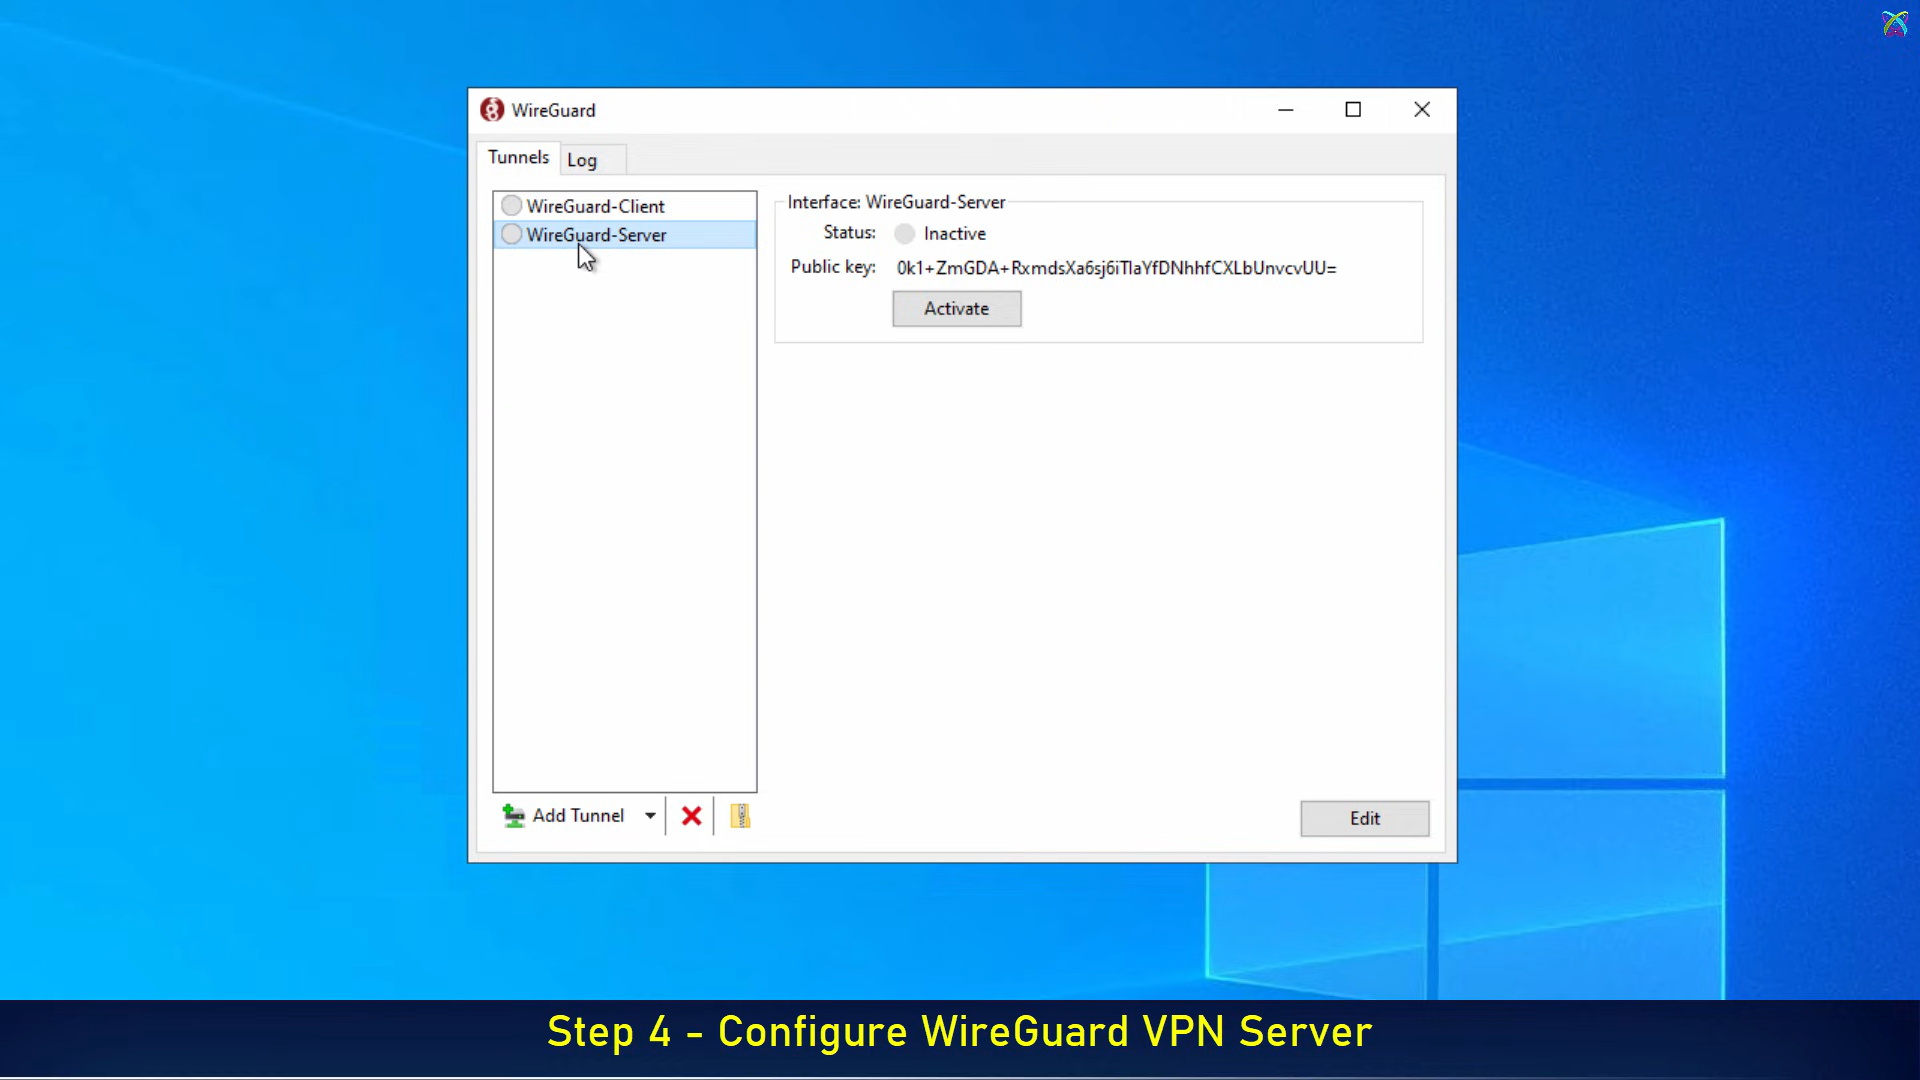 WireGuard
Tunnels
Log
WireGuard-Client
WireGuard-Server
Interface: WireGuard-Server
Status: Inactive
Public key: 0k1+ZmGDA+RxmdsXa6sj6iTlaYfDNhhfCXLbUnvcvUU=
Activate
Add Tunnel
Edit
Step 4 - Configure WireGuard VPN Server